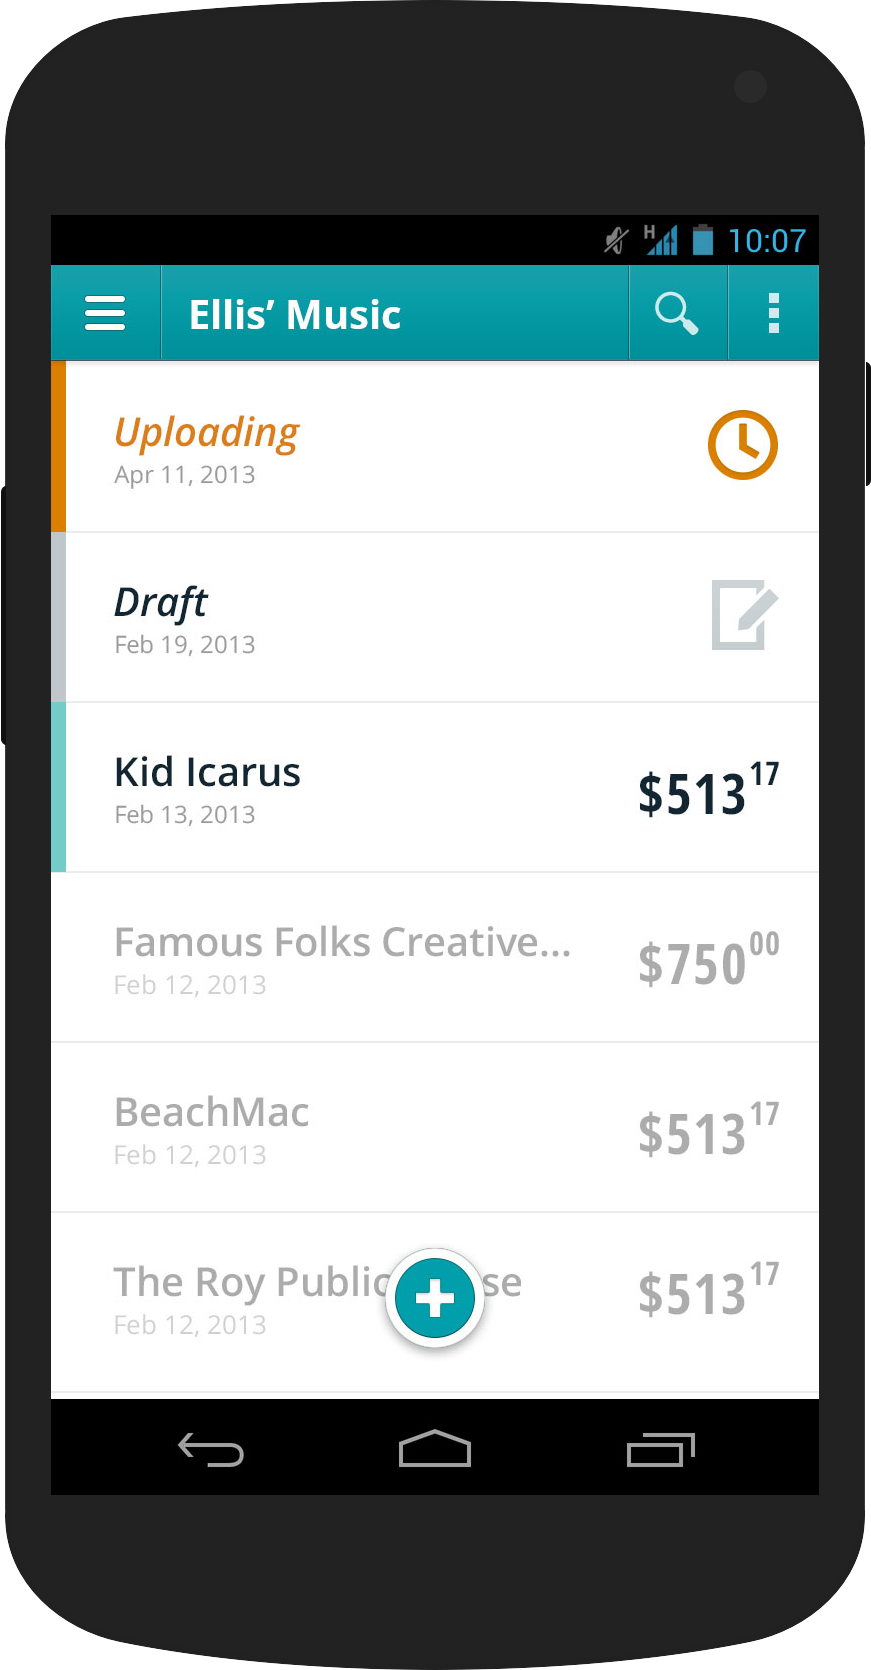 H
10:07
Ellis’ Music
Uploading
Apr 11, 2013
Draft
Feb 19, 2013
Kid Icarus
$513 17
Feb 13, 2013
Famous Folks Creative...
$750 00
Feb 12, 2013
BeachMac
$513 17
Feb 12, 2013
The Roy Public se
$513 17
Feb 12, 2013